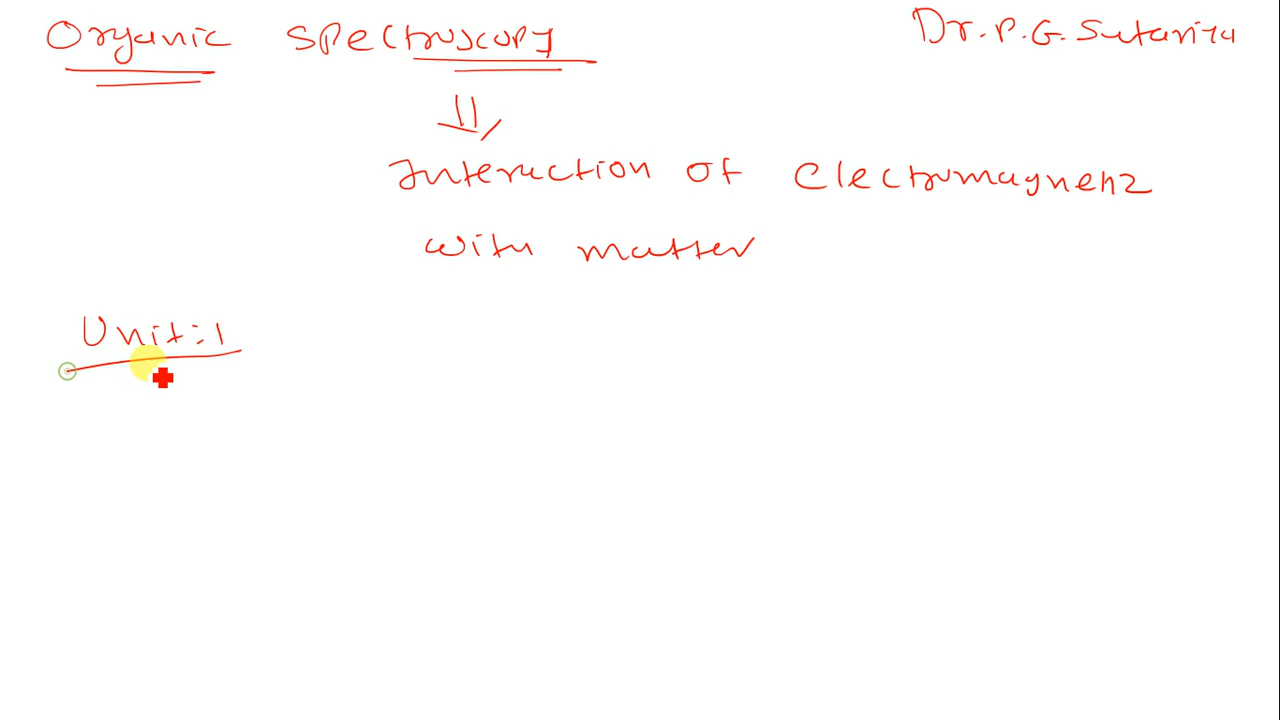 Organic Spectroscopy
Dr. P. G. Sutariya
Interaction of Electromagnetic
with matter
Unit:1